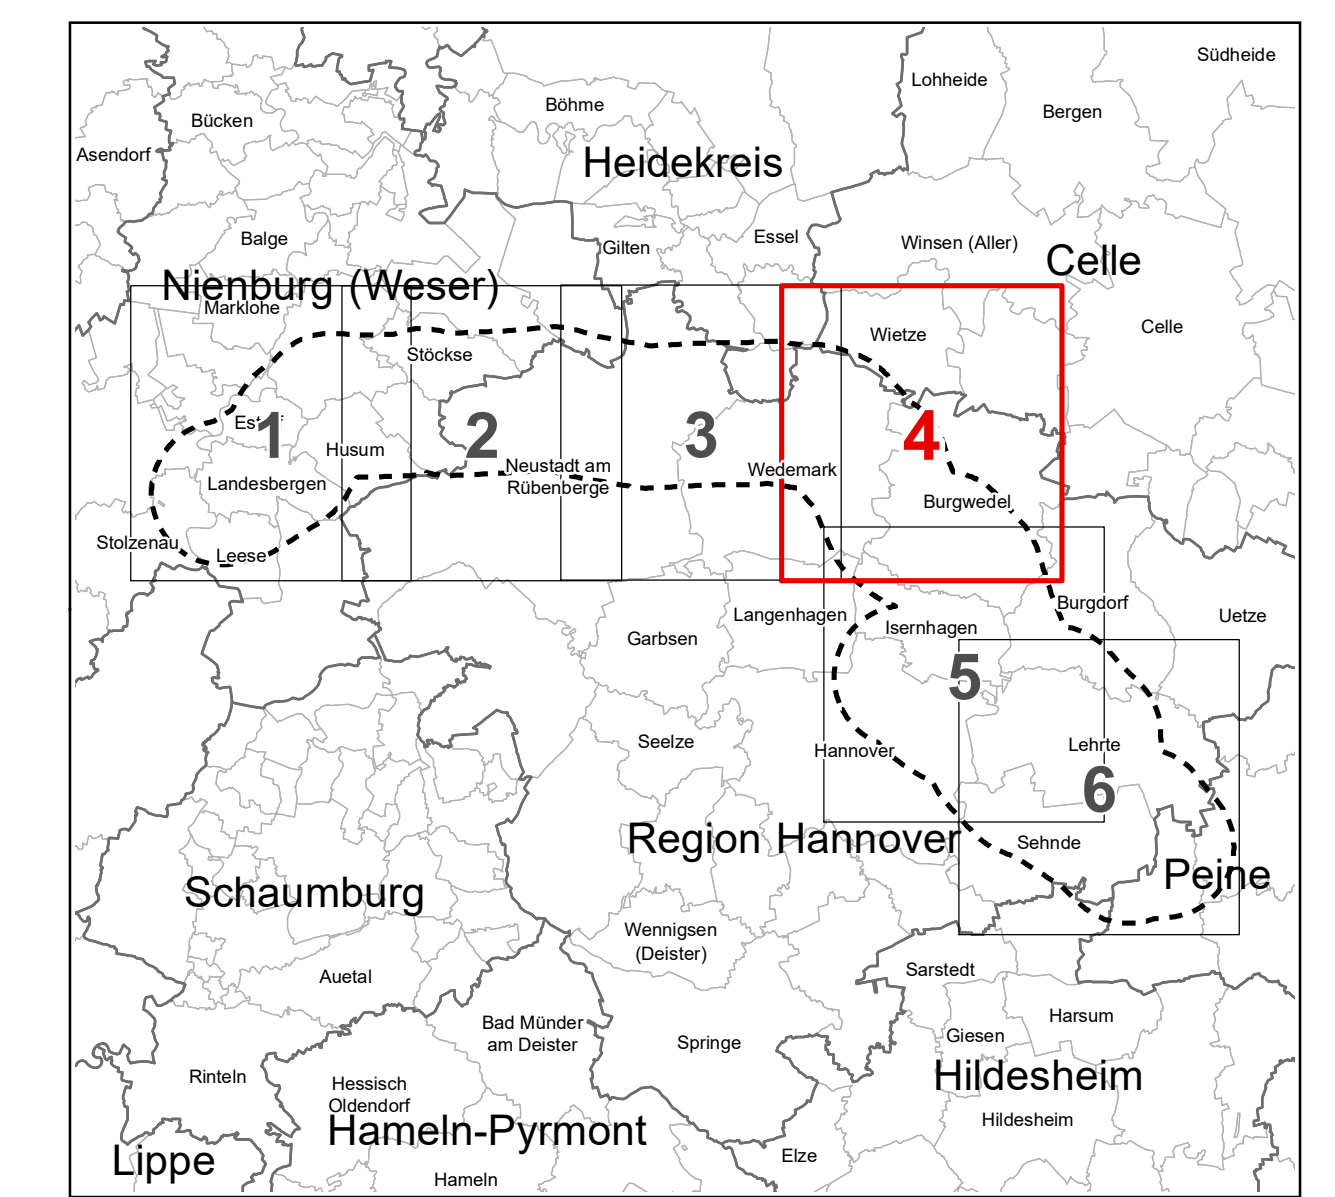 Südheide
Lohheide
Böhme
Bergen
Bücken
Asendorf
Heidekreis
Balge
Gilten
Essel
Winsen (Aller)
Celle
Nienburg (Weser)
Marklohe
Wietze
Celle
Stöckse
1
2
3
4
Husum
Neustadt am
Rübenberge
Wedemark
Landesbergen
Burgwedel
Stolzenau
Leese
Burgdorf
Langenhagen
Uetze
Garbsen
Isernhagen
5
Seelze
Hannover
Lehrte
6
Region Hannover
Sehnde
Peine
Schaumburg
Wennigsen
(Deister)
Auetal
Sarstedt
Bad Münder
am Deister
Harsum
Giesen
Springe
Rinteln
Hessisch
Oldendorf
Hildesheim
Hildesheim
Hameln-Pyrmont
Lippe
Elze
Hameln